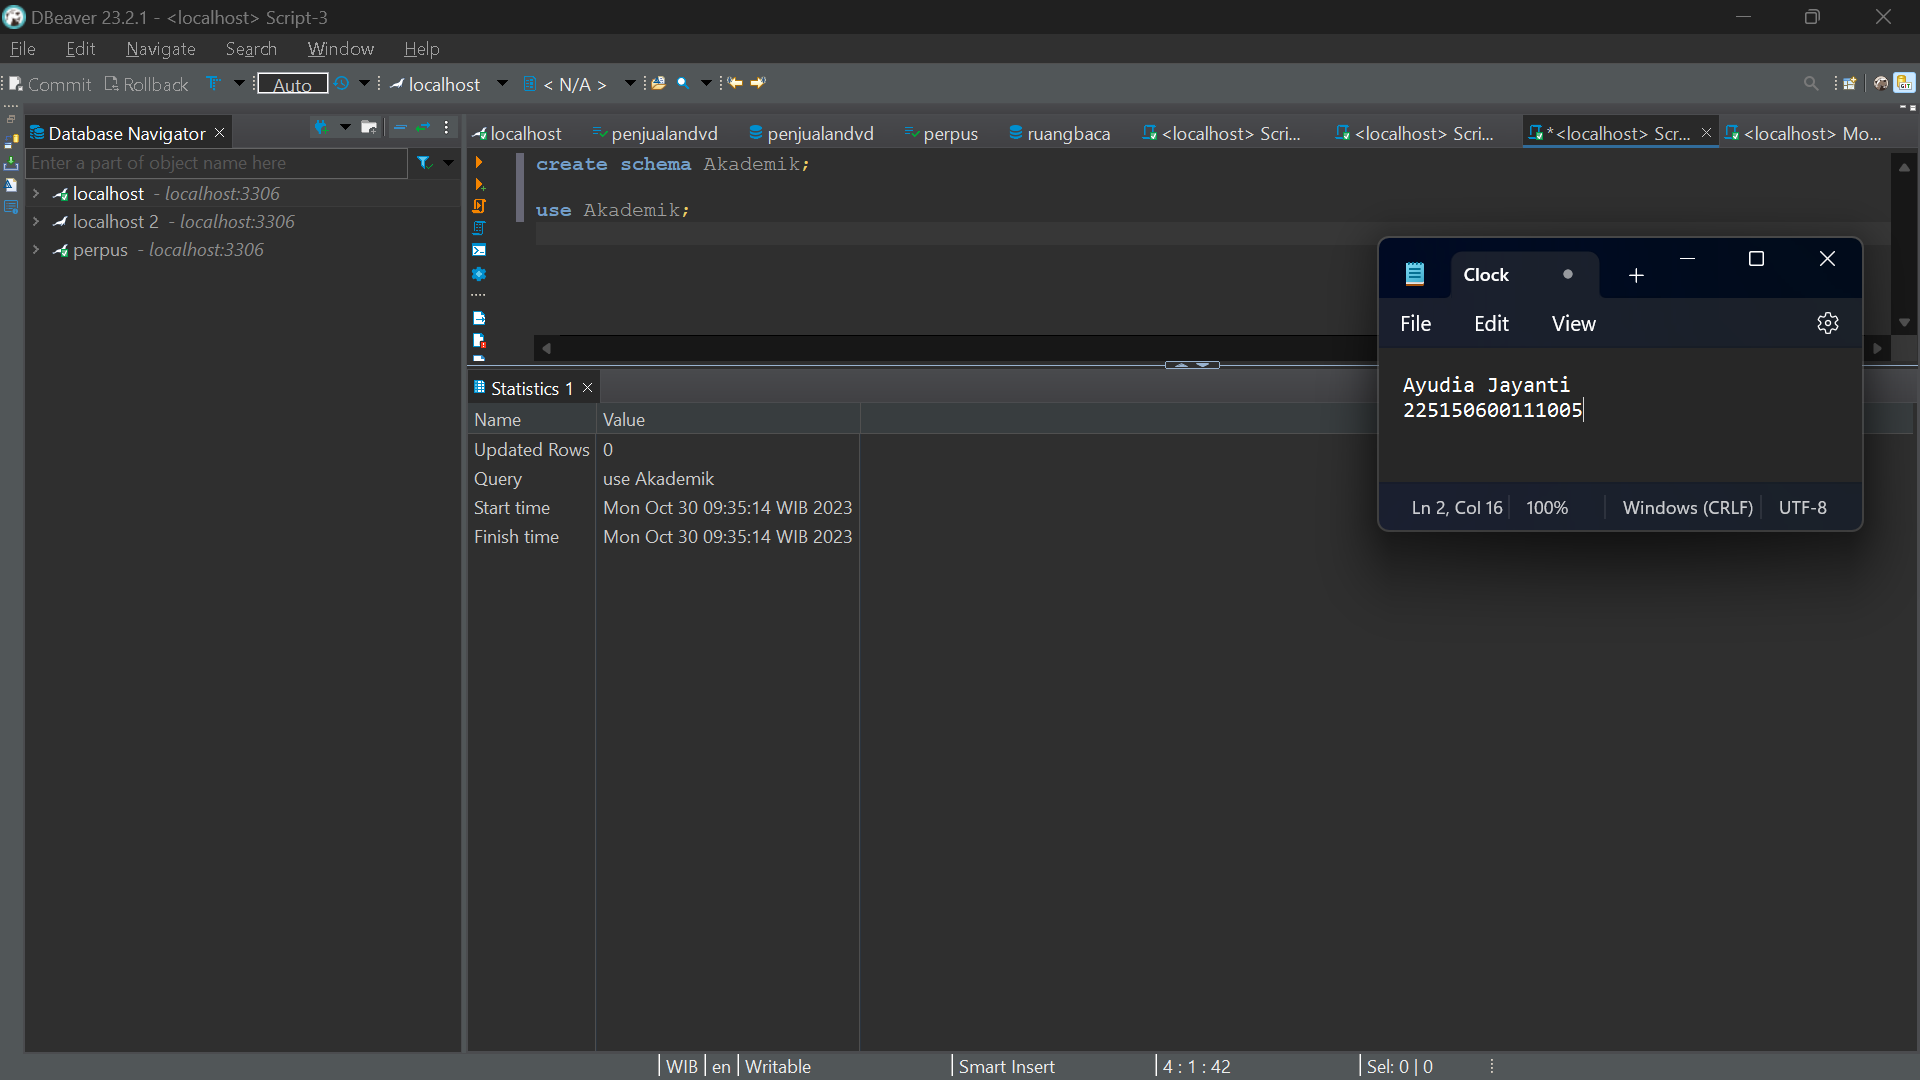 DBeaver 23.2.1 - <localhost> Script-3
File Edit Navigate Search Window Help
Commit Rollback Auto localhost < N/A >
Database Navigator
localhost penjualandvd penjualandvd perpus ruangbaca <localhost> Scri... <localhost> Scri... *<localhost> Scr... <localhost> Mo...
Enter a part of object name here
localhost - localhost:3306
localhost 2 - localhost:3306
perpus - localhost:3306
create schema Akademik;
use Akademik;
Statistics 1
Name Value
Updated Rows 0
Query use Akademik
Start time Mon Oct 30 09:35:14 WIB 2023
Finish time Mon Oct 30 09:35:14 WIB 2023
Clock
File Edit View
Ayudia Jayanti
225150600111005
Ln 2, Col 16 100% Windows (CRLF) UTF-8
WIB en Writable Smart Insert 4 : 1 : 42 Sel: 0 | 0